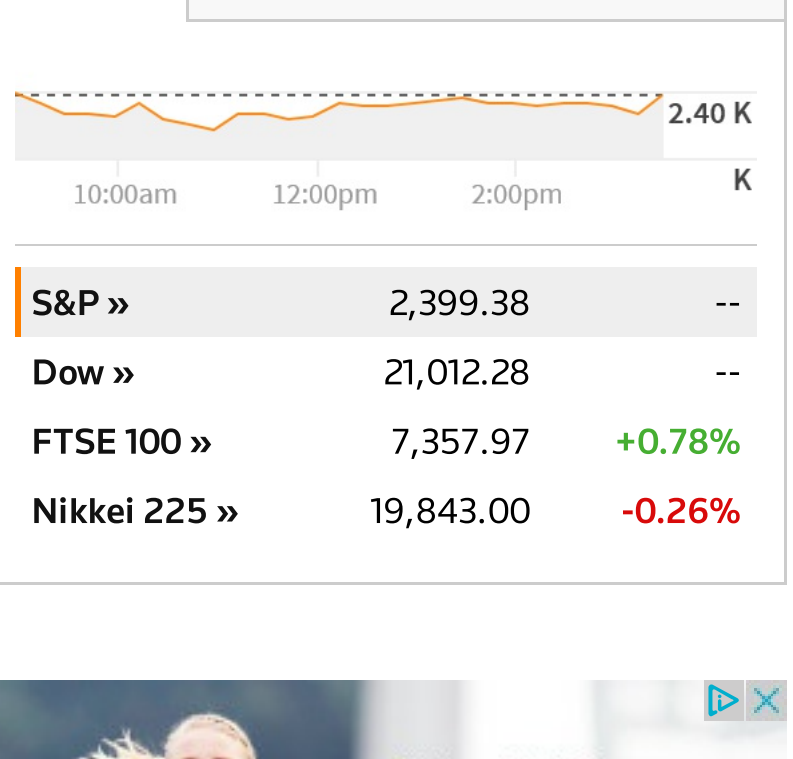 2.40 K
K
10:00am 12:00pm 2:00pm
S&P » 2,399.38 --
Dow » 21,012.28 --
FTSE 100 » 7,357.97 +0.78%
Nikkei 225 » 19,843.00 -0.26%